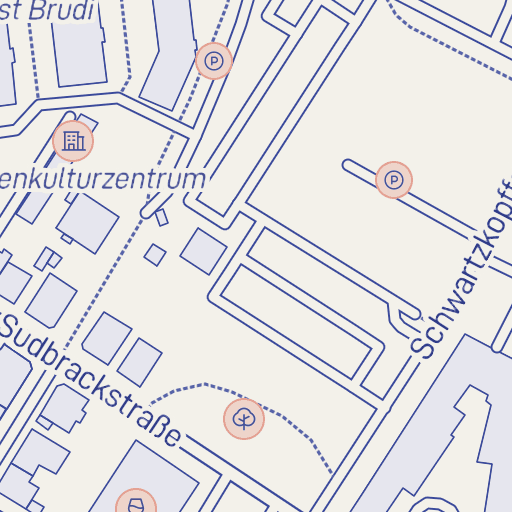 st Brudi
P
P
enkulturzentrum
Schwartzkopff
Sudbrackstraße